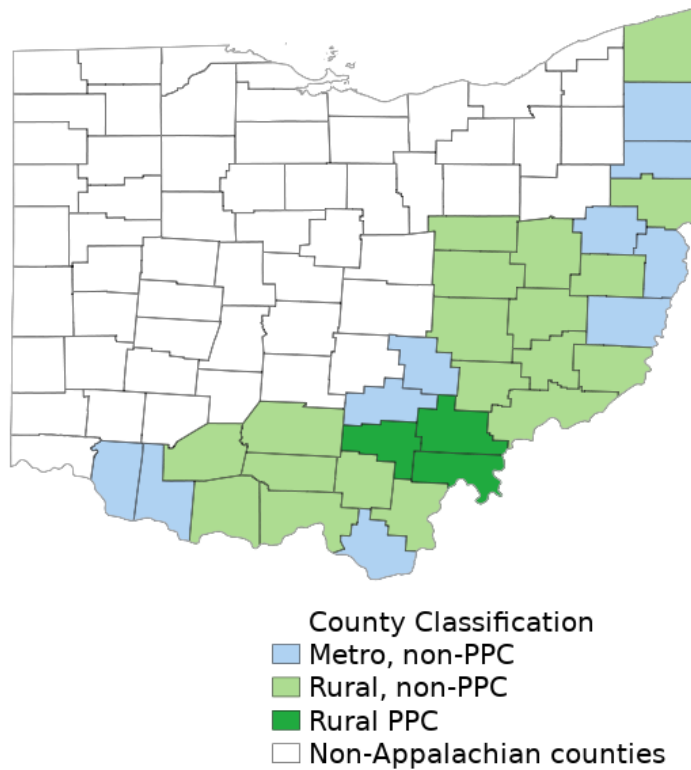 County Classification
Metro, non-PPC
Rural, non-PPC
Rural PPC
Non-Appalachian counties